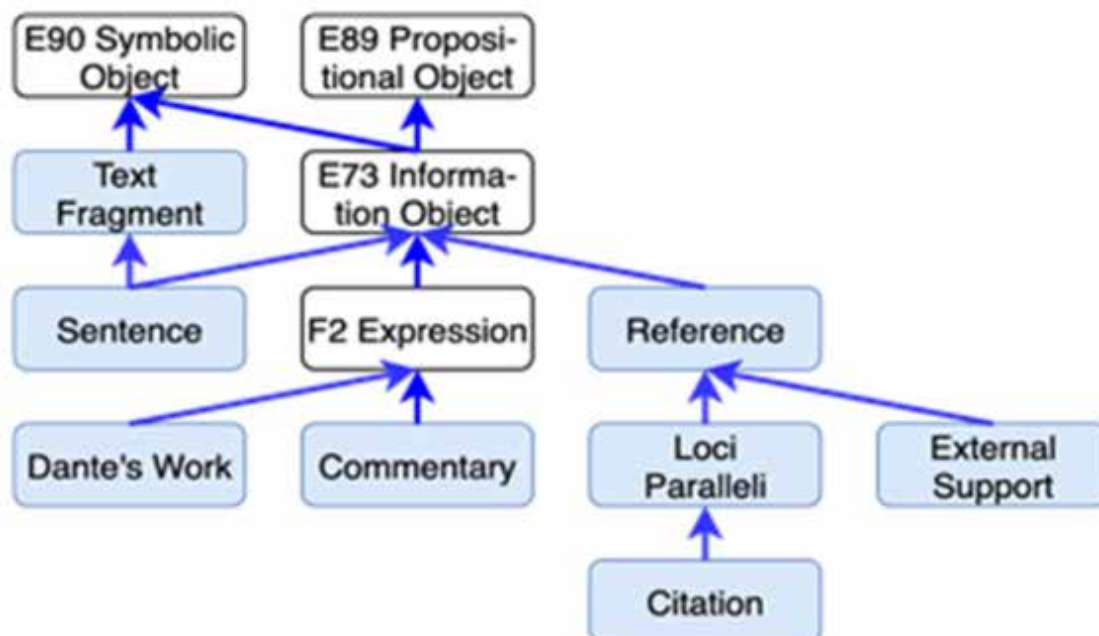 E90 Symbolic
Object
E89 Proposi-
tional Object
Text
Fragment
E73 Informa-
tion Object
Sentence
F2 Expression
Reference
Dante's Work
Commentary
Loci
Paralleli
External
Support
Citation